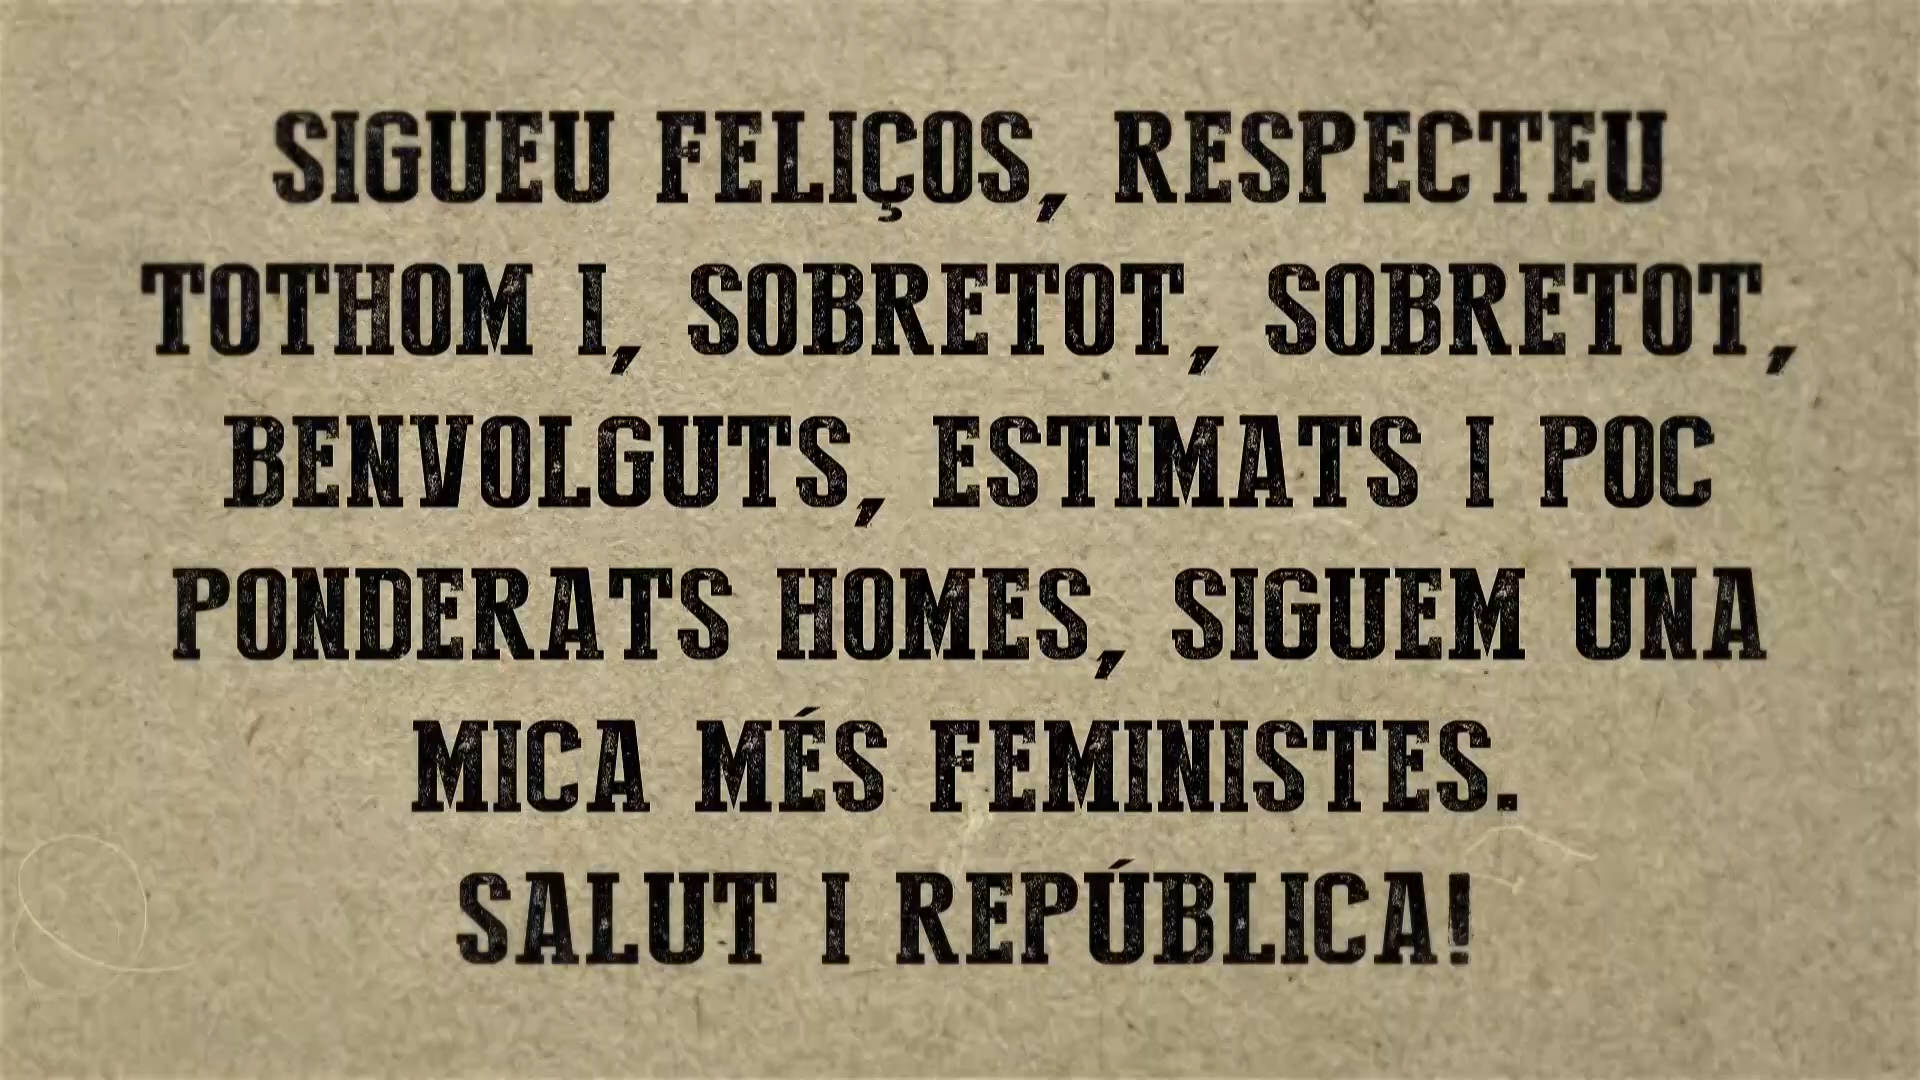 SIGUEU FELIÇOS, RESPECTEU
TOTHOM I, SOBRETOT, SOBRETOT,
BENVOLGUTS, ESTIMATS I POC
PONDERATS HOMES, SIGUEM UNA
MICA MÉS FEMINISTES.
SALUT I REPÚBLICA!